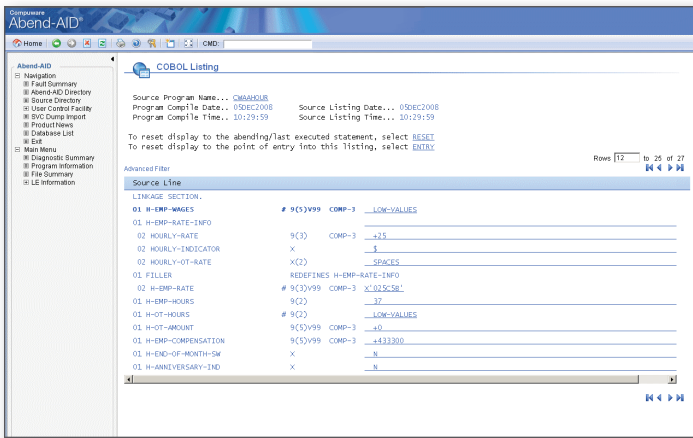 Compuware
Abend-AID®
Home CMD:
Abend-AID
Navigation
Fault Summary
Abend-AID Directory
Source Directory
User Control Facility
SVC Dump Import
Product News
Database List
Exit
Main Menu
Diagnostic Summary
Program Information
File Summary
LE Information
COBOL Listing
Source Program Name... CWAAHOUR
Program Compile Date.. 05DEC2008 Source Listing Date... 05DEC2008
Program Compile Time.. 10:29:59 Source Listing Time... 10:29:59
To reset display to the abending/last executed statement, select RESET
To reset display to the point of entry into this listing, select ENTRY
Rows 12 to 25 of 27
Advanced Filter
Source Line
LINKAGE SECTION.
01 H-EMP-WAGES # 9(5)V99 COMP-3 LOW-VALUES
01 H-EMP-RATE-INFO
02 HOURLY-RATE 9(3) COMP-3 +25
02 HOURLY-INDICATOR X $
02 HOURLY-OT-RATE X(2) SPACES
01 FILLER REDEFINES H-EMP-RATE-INFO
02 H-EMP-RATE # 9(3)V99 COMP-3 X'025C5B'
01 H-EMP-HOURS 9(2) 37
01 H-OT-HOURS # 9(2) LOW-VALUES
01 H-OT-AMOUNT 9(5)V99 COMP-3 +0
01 H-EMP-COMPENSATION 9(5)V99 COMP-3 +433300
01 H-END-OF-MONTH-SW X N
01 H-ANNIVERSARY-IND X N